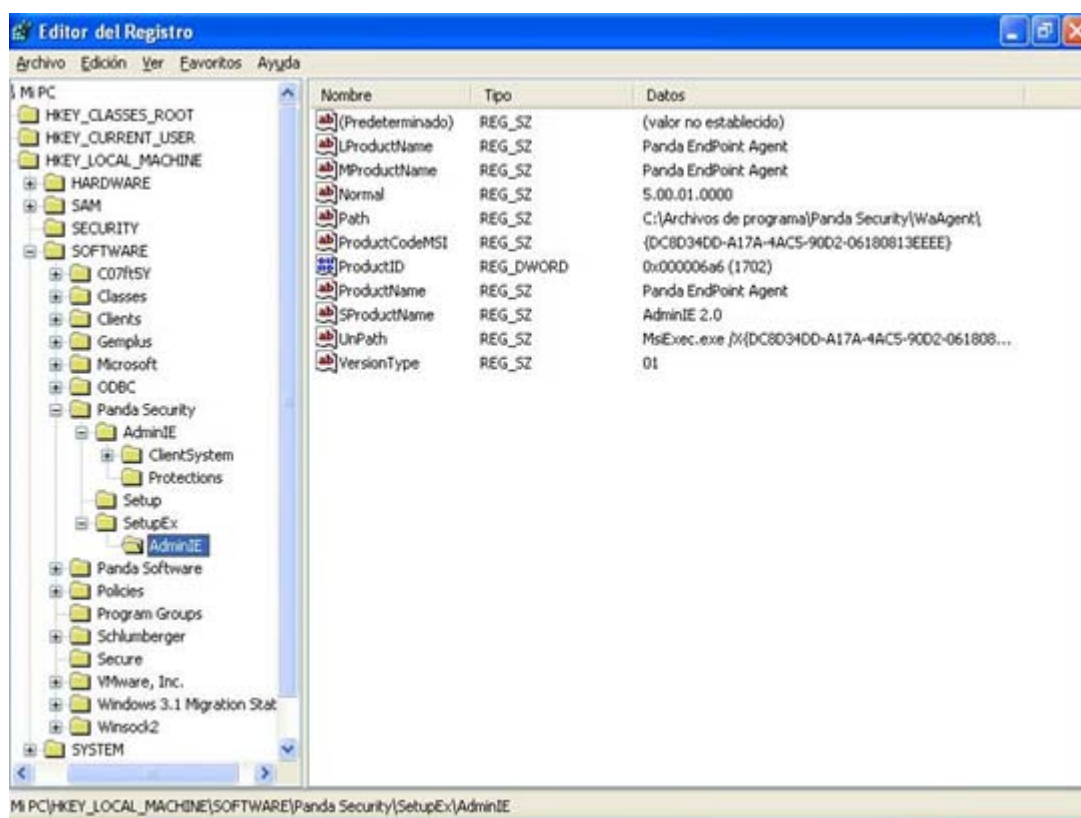 Editor del Registro
Archivo Edición Ver Favoritos Ayuda
Mi PC
HKEY_CLASSES_ROOT
HKEY_CURRENT_USER
HKEY_LOCAL_MACHINE
HARDWARE
SAM
SECURITY
SOFTWARE
C07ft5Y
Classes
Clients
Gemplus
Microsoft
ODBC
Panda Security
AdminIE
ClientSystem
Protections
Setup
SetupEx
AdminIE
Panda Software
Policies
Program Groups
Schlumberger
Secure
VMware, Inc.
Windows 3.1 Migration Stat
Winsock2
SYSTEM
Nombre Tipo Datos
(Predeterminado) REG_SZ (valor no establecido)
LProductName REG_SZ Panda EndPoint Agent
MProductName REG_SZ Panda EndPoint Agent
Normal REG_SZ 5.00.01.0000
Path REG_SZ C:\Archivos de programa\Panda Security\WaAgent\
ProductCodeMSI REG_SZ {DC8D34DD-A17A-4AC5-90D2-06180813EEEE}
ProductID REG_DWORD 0x000006a6 (1702)
ProductName REG_SZ Panda EndPoint Agent
SProductName REG_SZ AdminIE 2.0
UnPath REG_SZ MsiExec.exe /X{DC8D34DD-A17A-4AC5-90D2-061808...
VersionType REG_SZ 01
Mi PC\HKEY_LOCAL_MACHINE\SOFTWARE\Panda Security\SetupEx\AdminIE